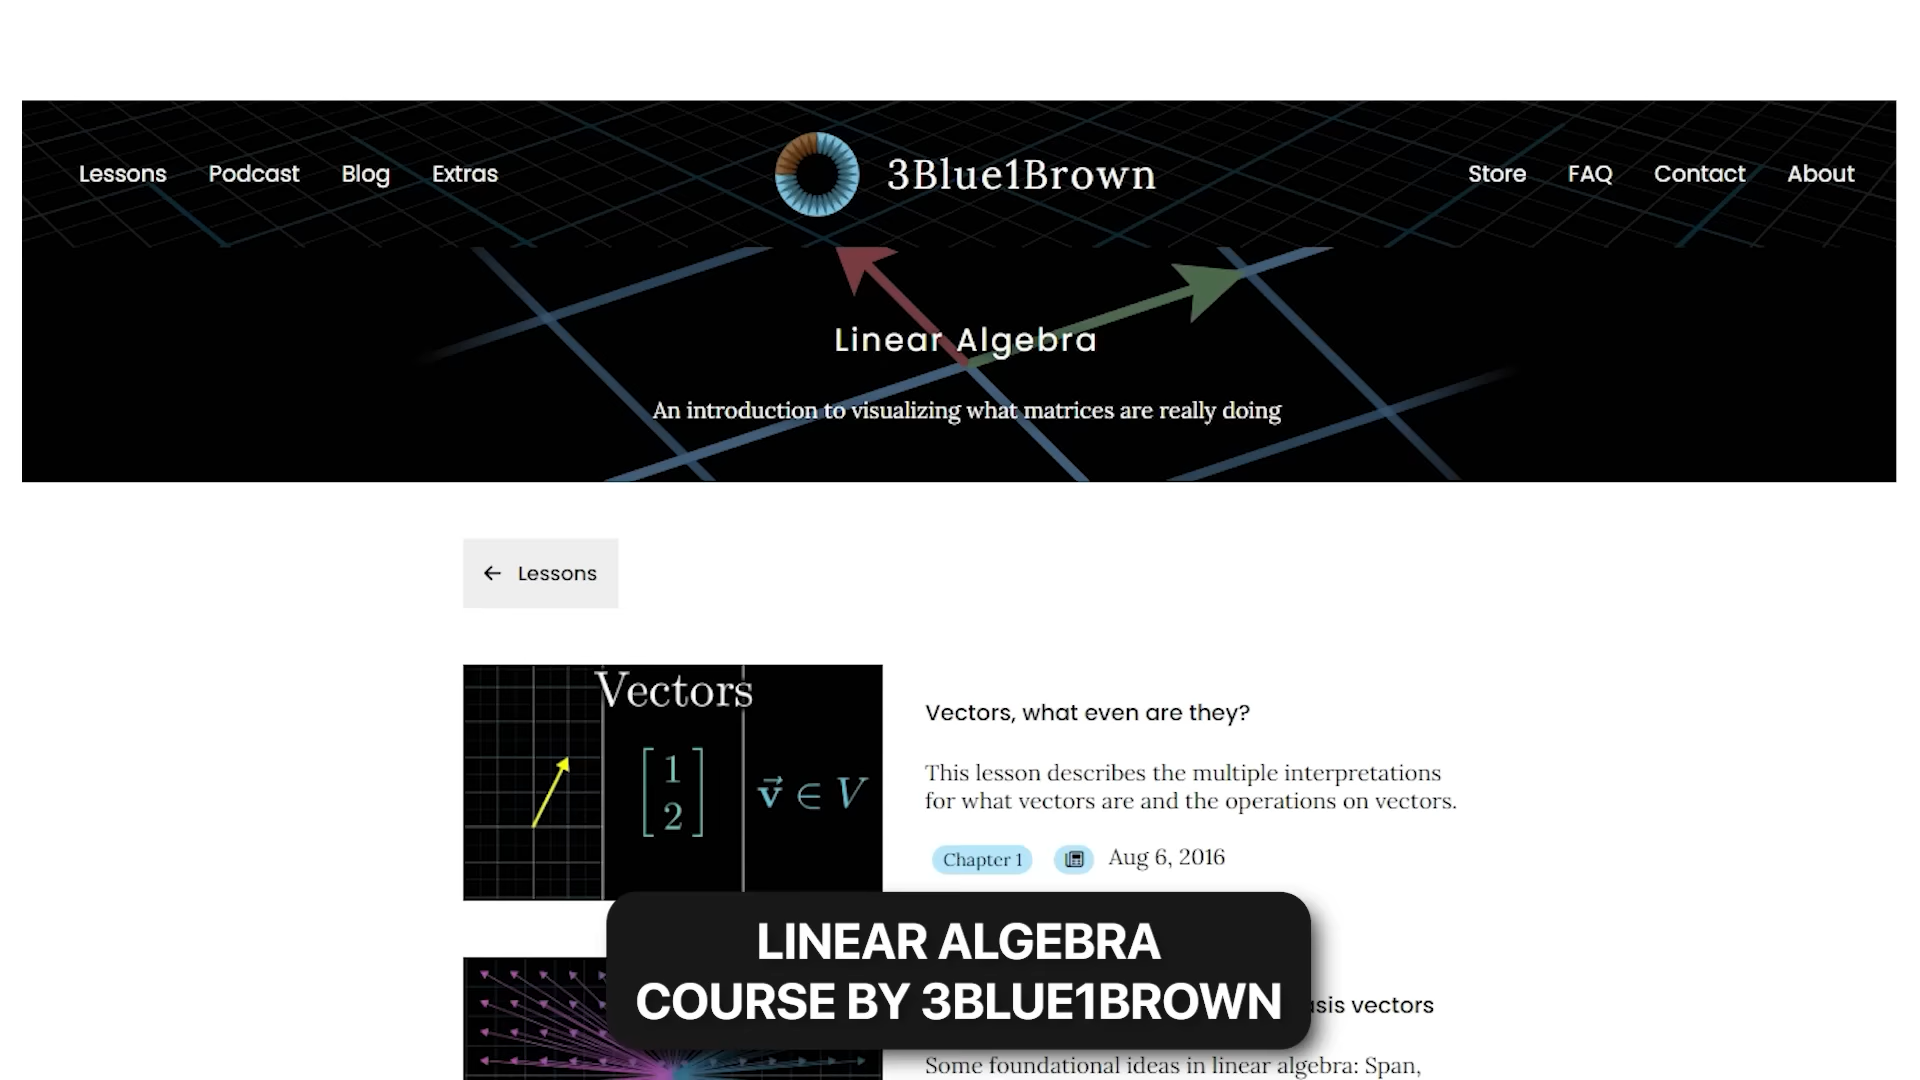 Lessons Podcast Blog Extras 3Blue1Brown Store FAQ Contact About
Linear Algebra
An introduction to visualizing what matrices are really doing
← Lessons
Vectors
[1 2]
v⃗ ∈ V
Vectors, what even are they?
This lesson describes the multiple interpretations
for what vectors are and the operations on vectors.
Chapter 1 Aug 6, 2016
LINEAR ALGEBRA
COURSE BY 3BLUE1BROWN
vectors
Some foundational ideas in linear algebra: Span,